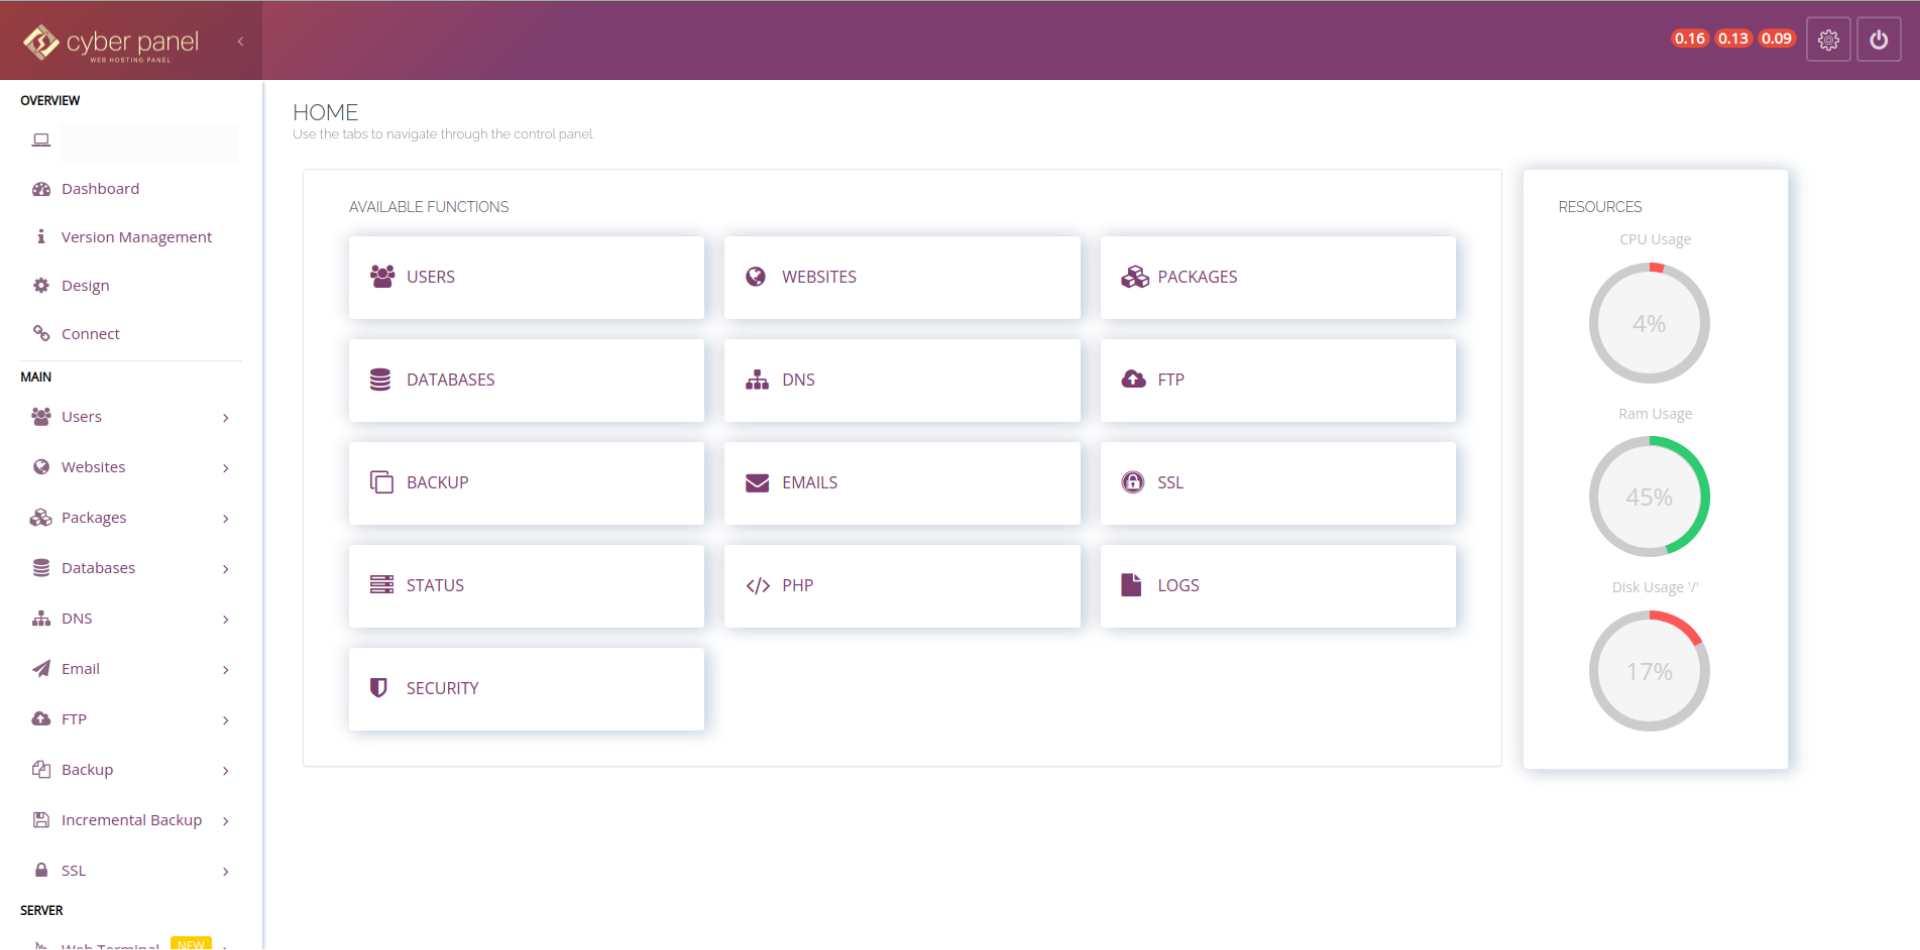 cyber panel
WEB HOSTING PANEL
0.16 0.13 0.09
OVERVIEW
Dashboard
Version Management
Design
Connect
MAIN
Users
Websites
Packages
Databases
DNS
Email
FTP
Backup
Incremental Backup
SSL
SERVER
Web Terminal NEW
HOME
Use the tabs to navigate through the control panel.
AVAILABLE FUNCTIONS
USERS
WEBSITES
PACKAGES
DATABASES
DNS
FTP
BACKUP
EMAILS
SSL
STATUS
PHP
LOGS
SECURITY
RESOURCES
CPU Usage
4%
Ram Usage
45%
Disk Usage '/'
17%